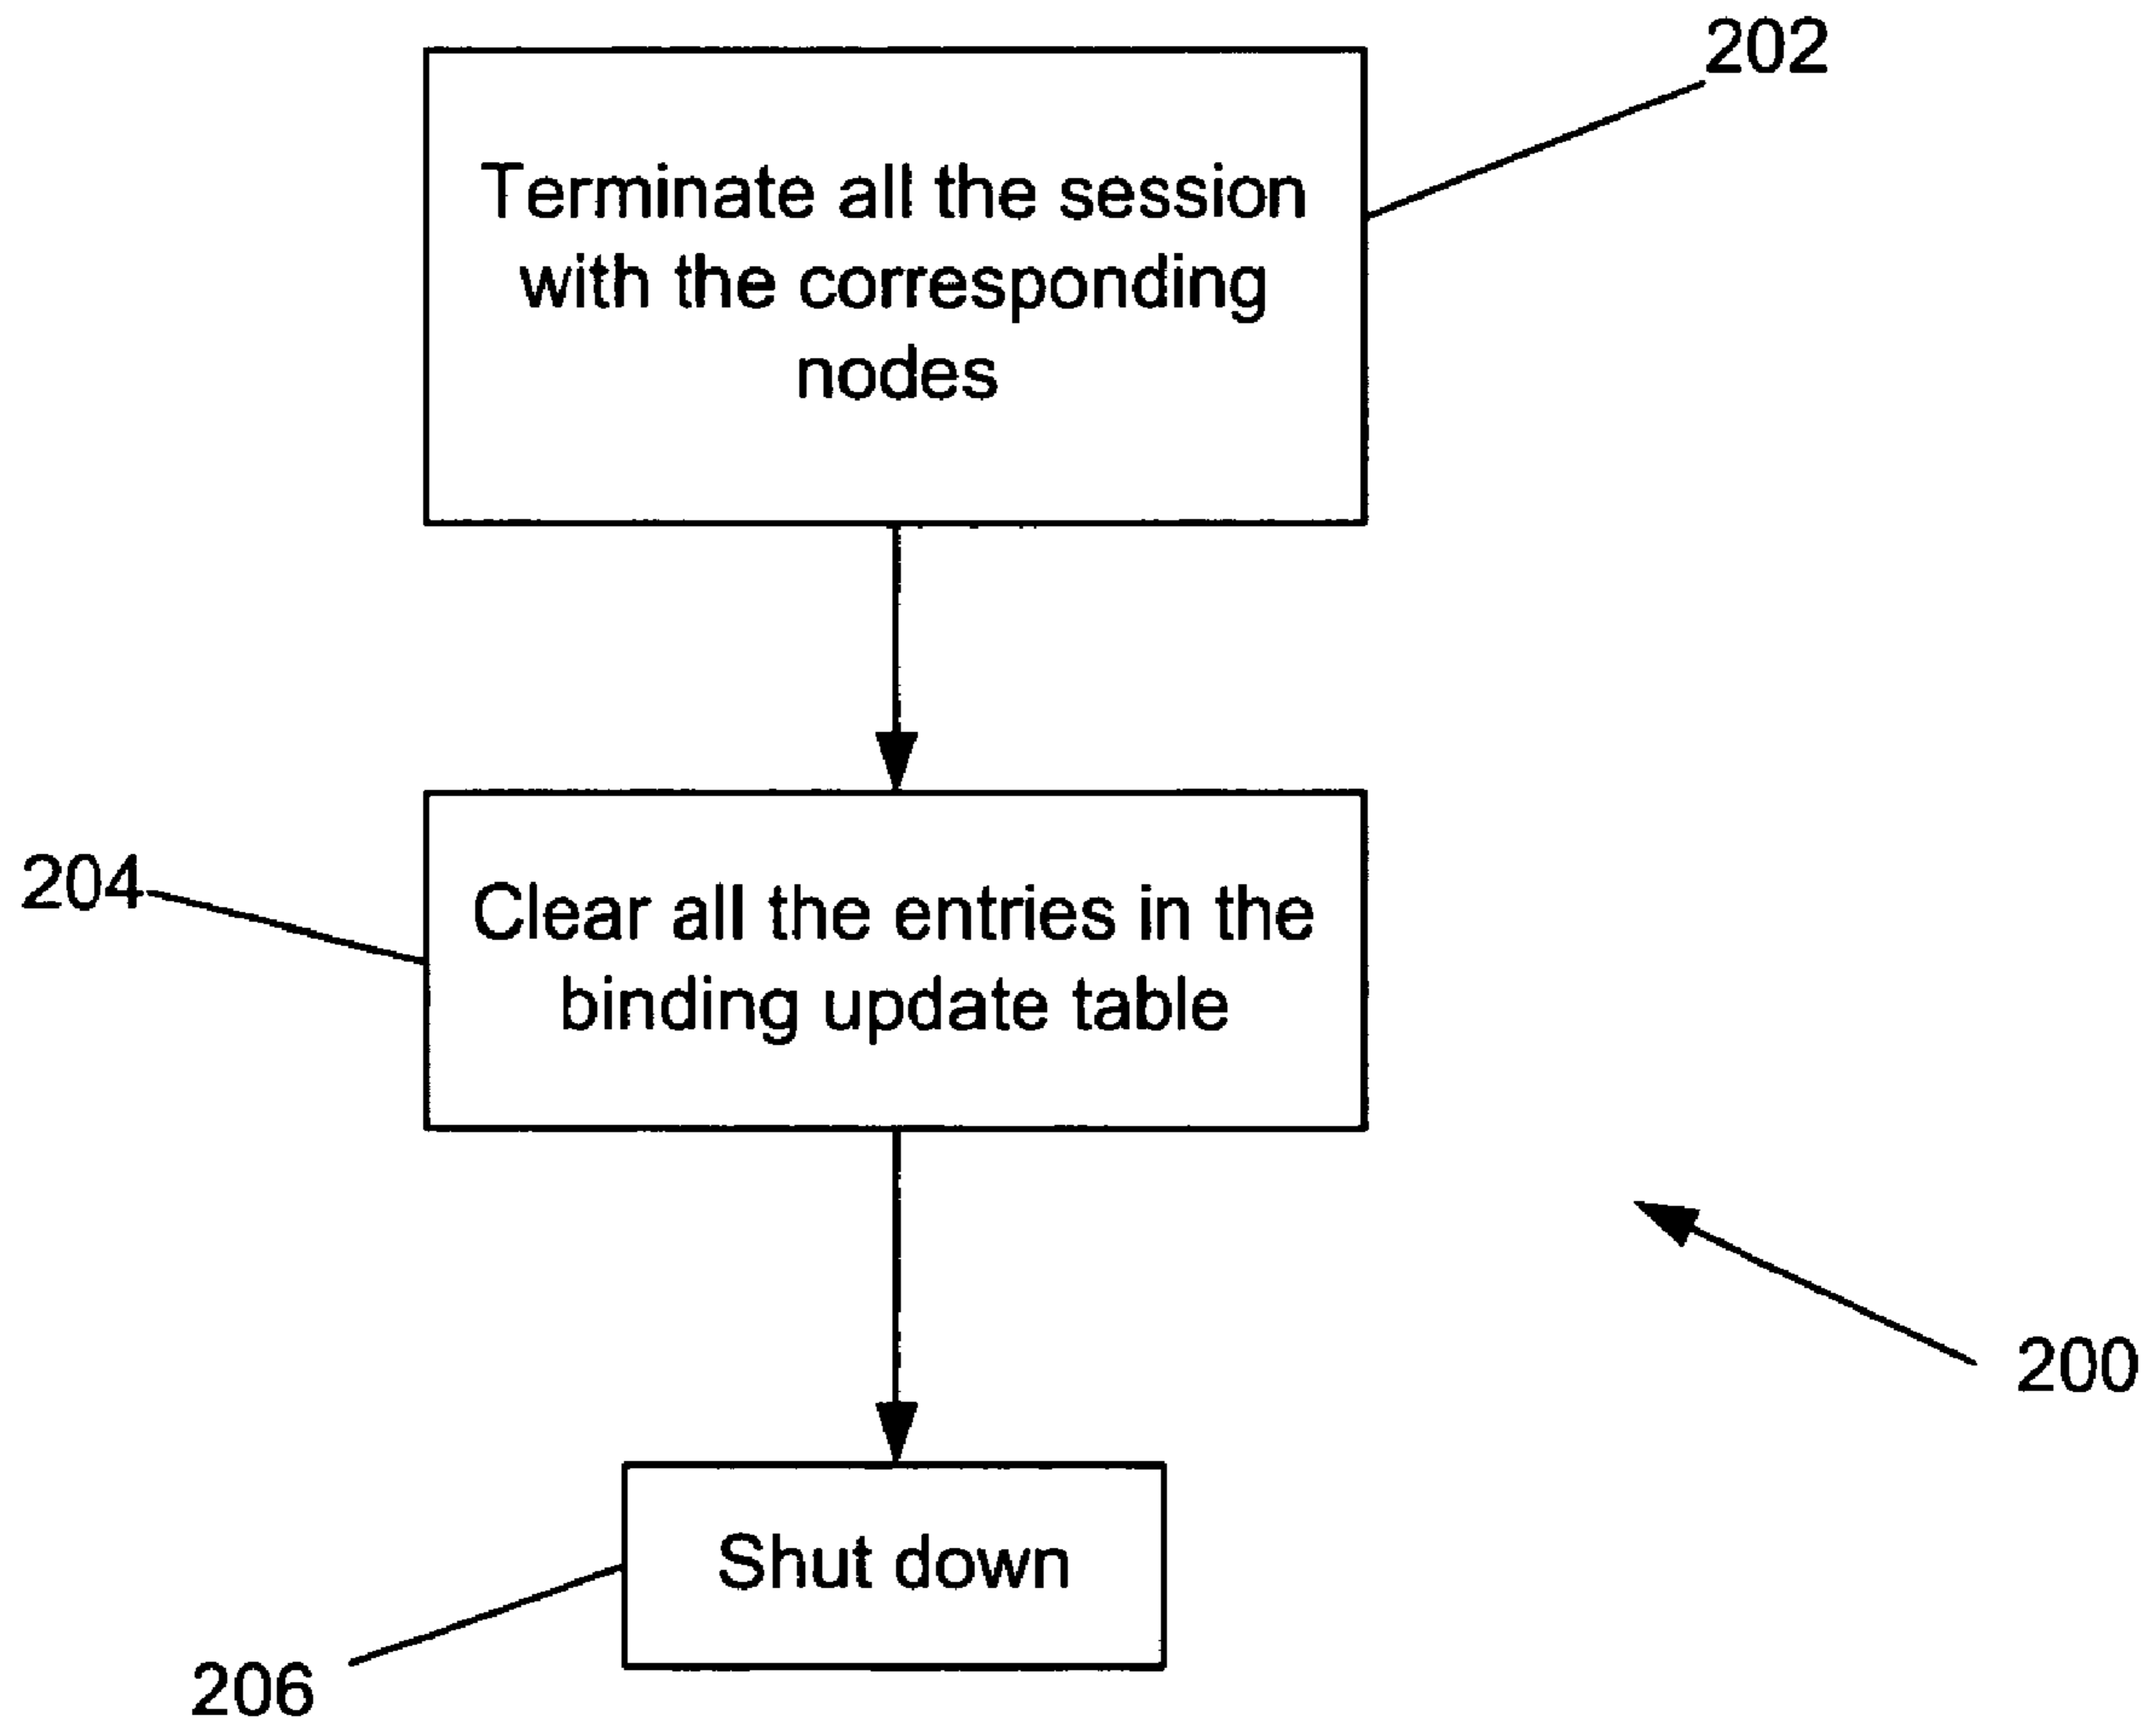 202
Terminate all the session
with the corresponding
nodes
204
Clear all the entries in the
binding update table
200
Shut down
206